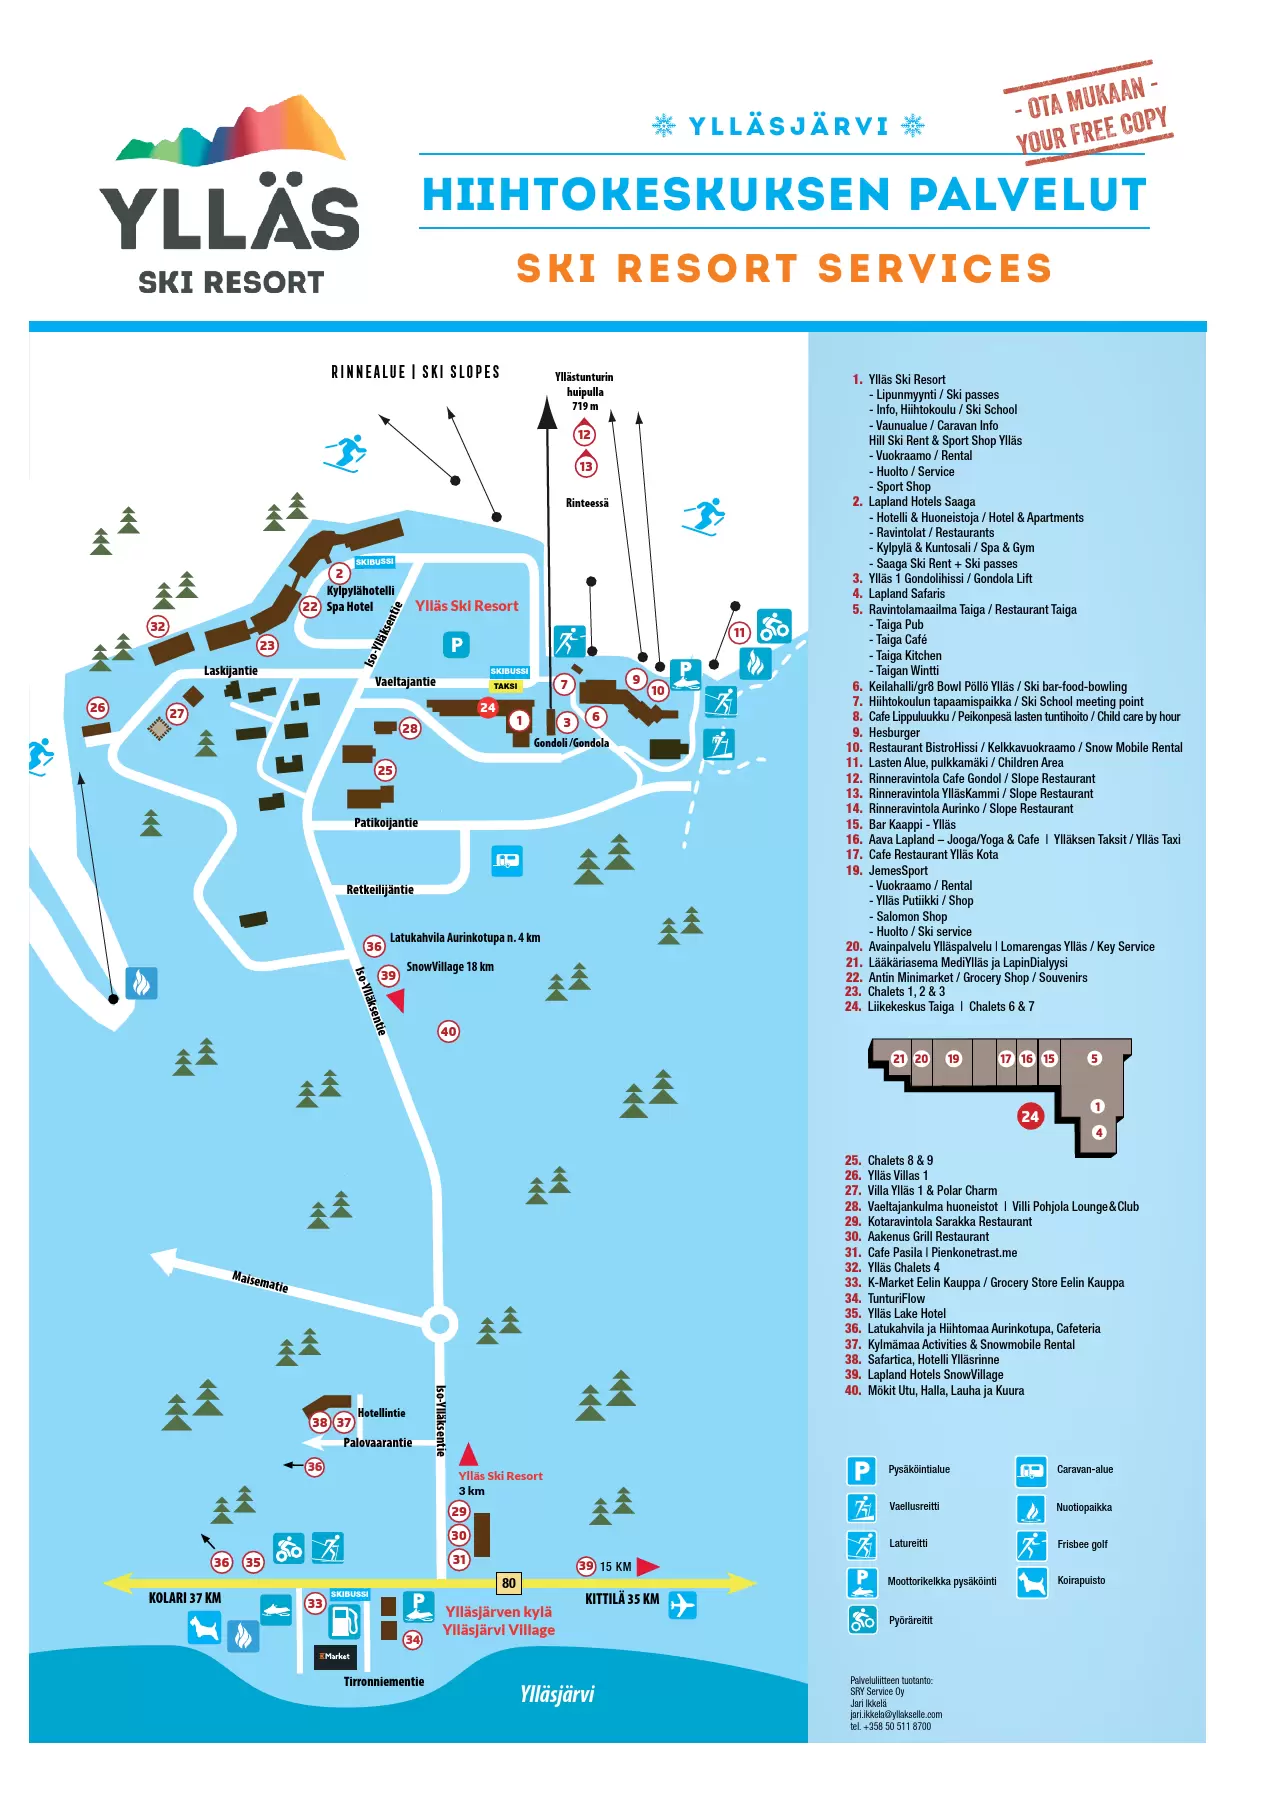 - OTA MUKAAN -
YOUR FREE COPY
YLLÄSJÄRVI
HIIHTOKESKUKSEN PALVELUT
SKI RESORT SERVICES
YLLÄS
SKI RESORT
RINNEALUE | SKI SLOPES
Yllästunturin
huipulla
719 m
12
13
Rinteessä
SKIBUSSI
2
Kylpylähotelli
Spa Hotel
22
23
32
Laskijantie
26
27
Iso-Ylläksentie
Ylläs Ski Resort
P
Vaeltajantie
SKIBUSSI
TAKSI
24
1
28
25
7
3
6
9
10
11
P
Gondoli /Gondola
Patikoijantie
Retkeilijäntie
36
Latukahvila Aurinkotupa n. 4 km
39
SnowVillage 18 km
Iso-Ylläksentie
40
Maisematie
Iso-Ylläksentie
38
37
Hotellintie
Palovaarantie
36
Ylläs Ski Resort
3 km
29
30
31
36
35
39
15 KM
80
KOLARI 37 KM
KITTILÄ 35 KM
33
SKIBUSSI
P
34
Ylläsjärven kylä
Ylläsjärvi Village
K Market
Tirronniementie
Ylläsjärvi
1. Ylläs Ski Resort
- Lipunmyynti / Ski passes
- Info, Hiihtokoulu / Ski School
- Vaunualue / Caravan Info
Hill Ski Rent & Sport Shop Ylläs
- Vuokraamo / Rental
- Huolto / Service
- Sport Shop
2. Lapland Hotels Saaga
- Hotelli & Huoneistoja / Hotel & Apartments
- Ravintolat / Restaurants
- Kylpylä & Kuntosali / Spa & Gym
- Saaga Ski Rent + Ski passes
3. Ylläs 1 Gondolihissi / Gondola Lift
4. Lapland Safaris
5. Ravintolamaailma Taiga / Restaurant Taiga
- Taiga Pub
- Taiga Café
- Taiga Kitchen
- Taigan Wintti
6. Keilahalli/gr8 Bowl Pöllö Ylläs / Ski bar-food-bowling
7. Hiihtokoulun tapaamispaikka / Ski School meeting point
8. Cafe Lippuluukku / Peikonpesä lasten tuntihoito / Child care by hour
9. Hesburger
10. Restaurant BistroHissi / Kelkkavuokraamo / Snow Mobile Rental
11. Lasten Alue, pulkkamäki / Children Area
12. Rinneravintola Cafe Gondol / Slope Restaurant
13. Rinneravintola YlläsKammi / Slope Restaurant
14. Rinneravintola Aurinko / Slope Restaurant
15. Bar Kaappi - Ylläs
16. Aava Lapland – Jooga/Yoga & Cafe | Ylläksen Taksit / Ylläs Taxi
17. Cafe Restaurant Ylläs Kota
19. JemesSport
- Vuokraamo / Rental
- Ylläs Putiikki / Shop
- Salomon Shop
- Huolto / Ski service
20. Avainpalvelu Ylläspalvelu | Lomarengas Ylläs / Key Service
21. Lääkäriasema MediYlläs ja LapinDialyysi
22. Antin Minimarket / Grocery Shop / Souvenirs
23. Chalets 1, 2 & 3
24. Liikekeskus Taiga | Chalets 6 & 7
21
20
19
17
16
15
5
1
4
24
25. Chalets 8 & 9
26. Ylläs Villas 1
27. Villa Ylläs 1 & Polar Charm
28. Vaeltajankulma huoneistot | Villi Pohjola Lounge&Club
29. Kotaravintola Sarakka Restaurant
30. Aakenus Grill Restaurant
31. Cafe Pasila | Pienkonetrast.me
32. Ylläs Chalets 4
33. K-Market Eelin Kauppa / Grocery Store Eelin Kauppa
34. TunturiFlow
35. Ylläs Lake Hotel
36. Latukahvila ja Hiihtomaa Aurinkotupa, Cafeteria
37. Kylmämaa Activities & Snowmobile Rental
38. Safartica, Hotelli Ylläsrinne
39. Lapland Hotels SnowVillage
40. Mökit Utu, Halla, Lauha ja Kuura
P Pysäköintialue
Caravan-alue
Vaellusreitti
Nuotiopaikka
Latureitti
Frisbee golf
P Moottorikelkka pysäköinti
Koirapuisto
Pyöräreitit
Palveluliitteen tuotanto:
SRY Service Oy
Jari Ikkelä
jari.ikkela@yllakselle.com
tel. +358 50 511 8700